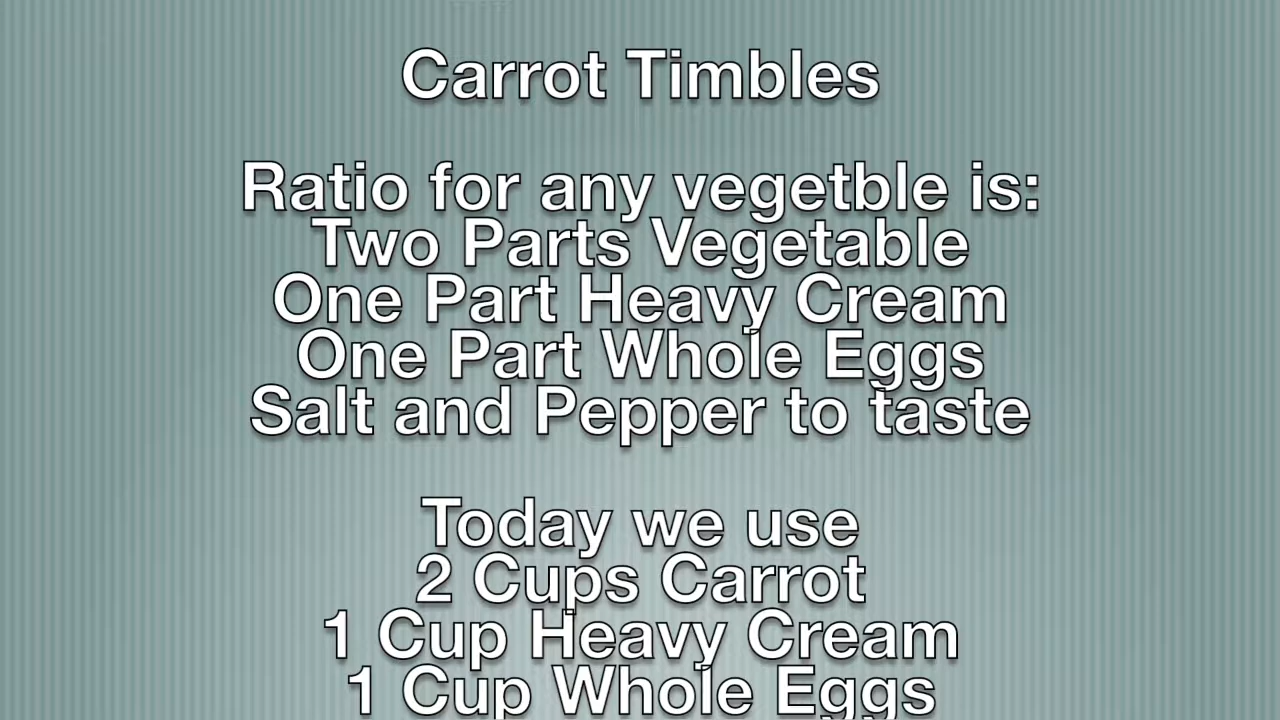 Carrot Timbles
Ratio for any vegetble is:
Two Parts Vegetable
One Part Heavy Cream
One Part Whole Eggs
Salt and Pepper to taste
Today we use
2 Cups Carrot
1 Cup Heavy Cream
1 Cup Whole Eggs